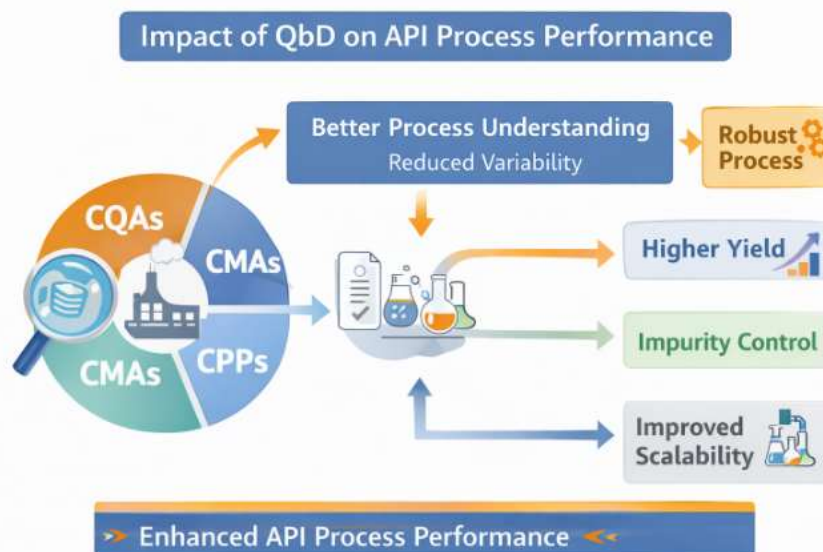 Impact of QbD on API Process Performance
Better Process Understanding
Reduced Variability
Robust
Process
CQAs
CMAs
CMAs
CPPs
Higher Yield
Impurity Control
Improved
Scalability
Enhanced API Process Performance